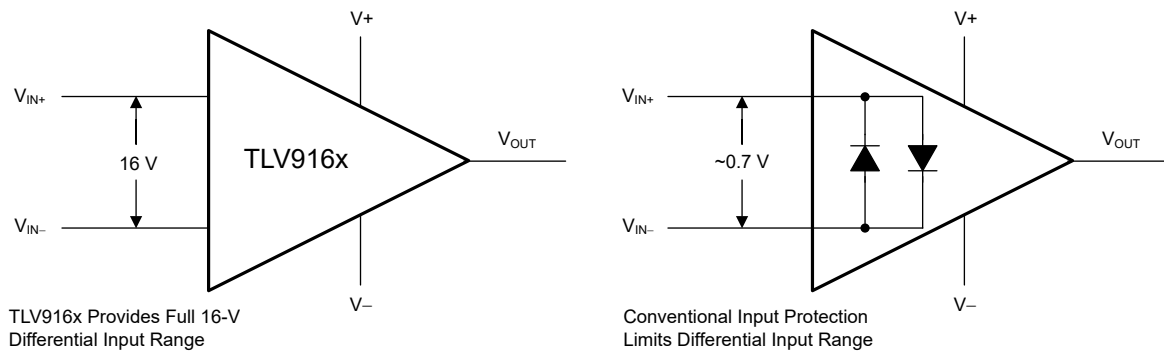 V+
VIN+
16 V
TLV916x
VOUT
VIN–
V–
TLV916x Provides Full 16-V
Differential Input Range
V+
VIN+
~0.7 V
VOUT
VIN–
V–
Conventional Input Protection
Limits Differential Input Range